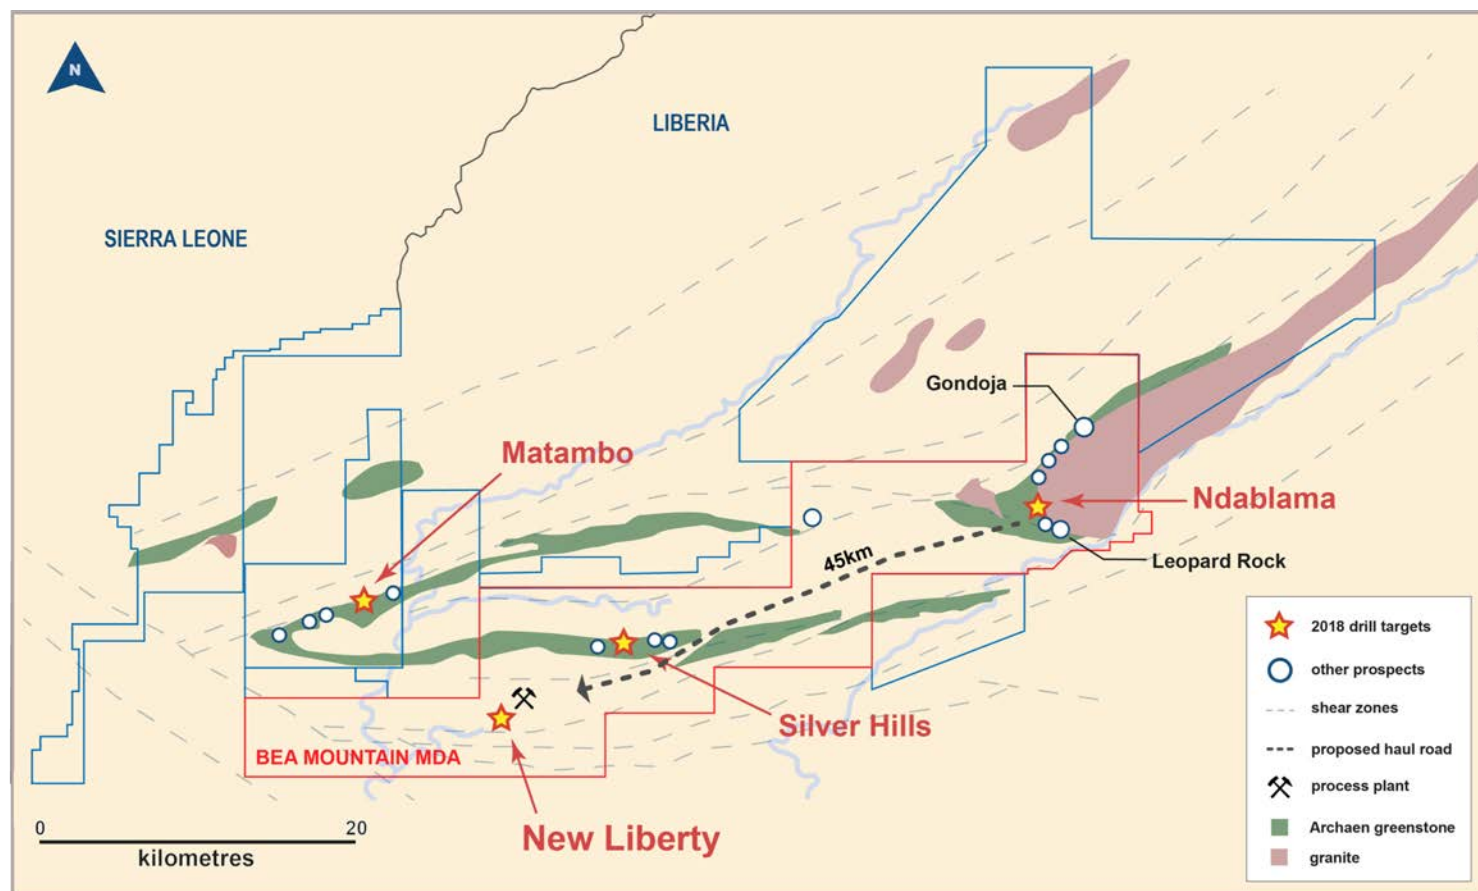 N
LIBERIA
SIERRA LEONE
Gondoja
Matambo
Ndablama
45km
Leopard Rock
Silver Hills
BEA MOUNTAIN MDA
New Liberty
0 20
kilometres
2018 drill targets
other prospects
shear zones
proposed haul road
process plant
Archaen greenstone
granite